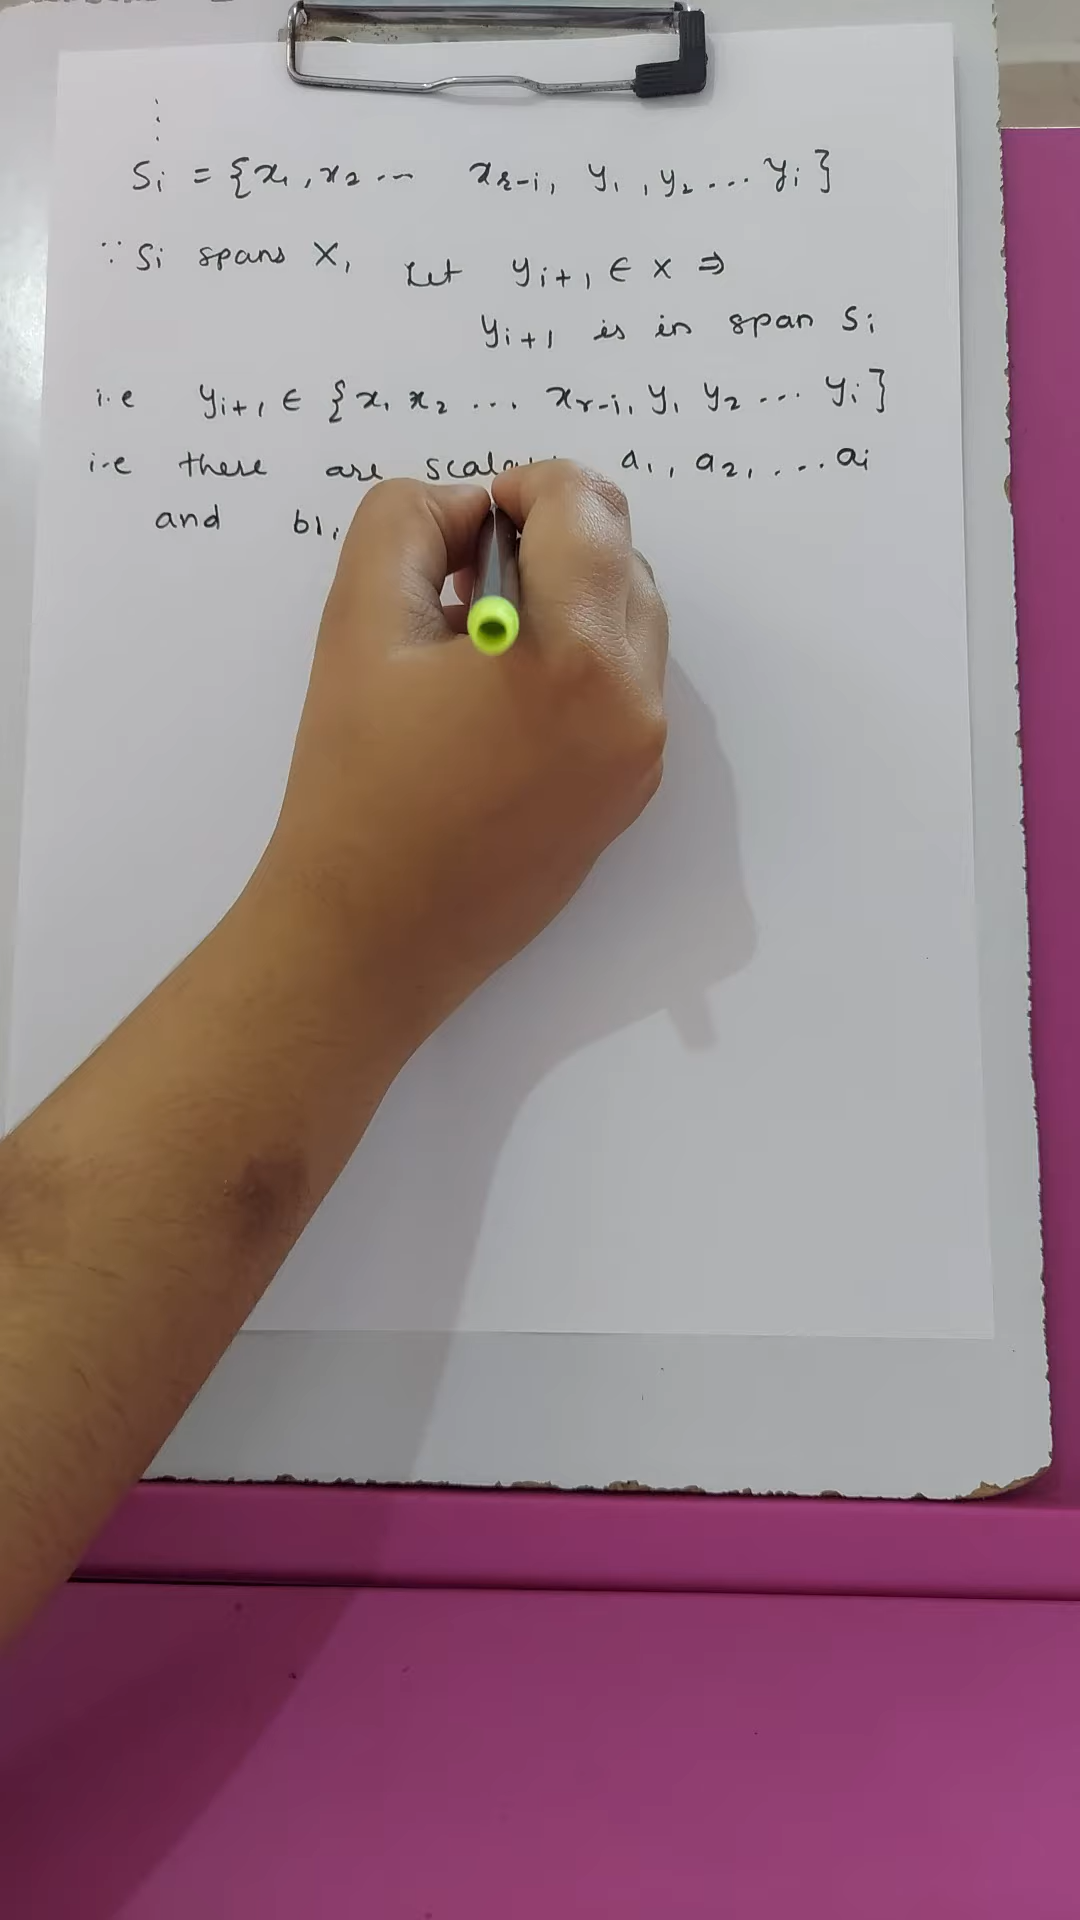 ⋮
Si = {x1, x2 ... xr-i, y1, y2 ... yi}
∵ Si spans X, Let yi+1 ∈ X ⇒
yi+1 is in span Si
i.e yi+1 ∈ {x1 x2 ... xr-i, y1 y2 ... yi}
i.e there are a1, a2, ... ai
and b1,